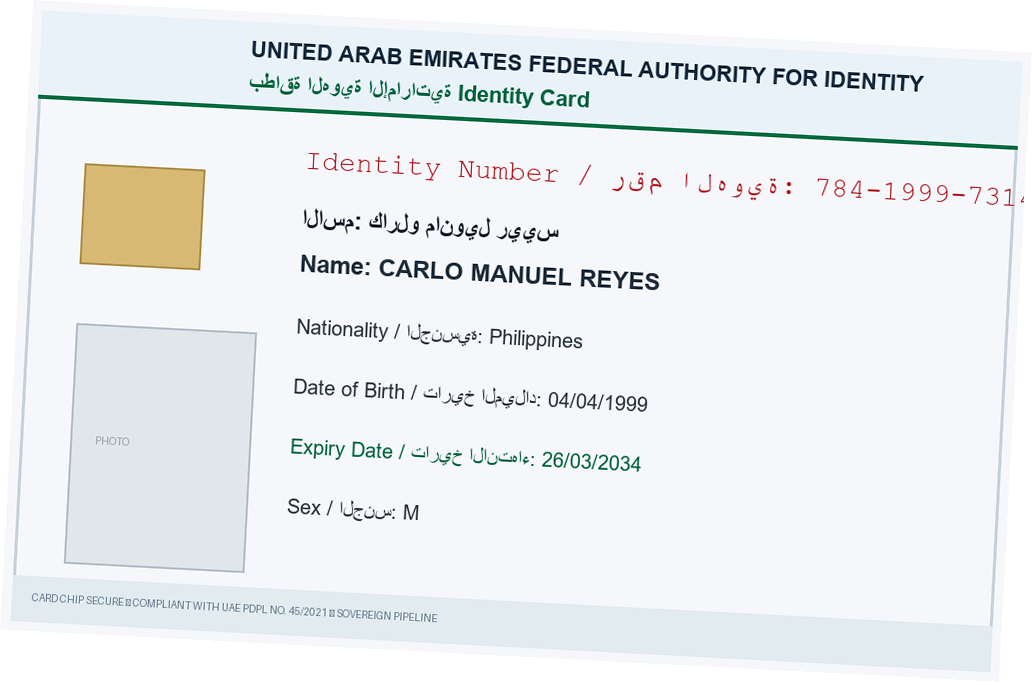 UNITED ARAB EMIRATES FEDERAL AUTHORITY FOR IDENTITY
بطاقة الهوية الإماراتية Identity Card
Identity Number / رقم الهوية: 784-1999-7314
الاسم: كارلو مانويل رييس
Name: CARLO MANUEL REYES
Nationality / الجنسية: Philippines
Date of Birth / تاريخ الميلاد: 04/04/1999
Expiry Date / تاريخ الانتهاء: 26/03/2034
Sex / الجنس: M
PHOTO
CARD CHIP SECURE COMPLIANT WITH UAE PDPL NO. 45/2021 SOVEREIGN PIPELINE